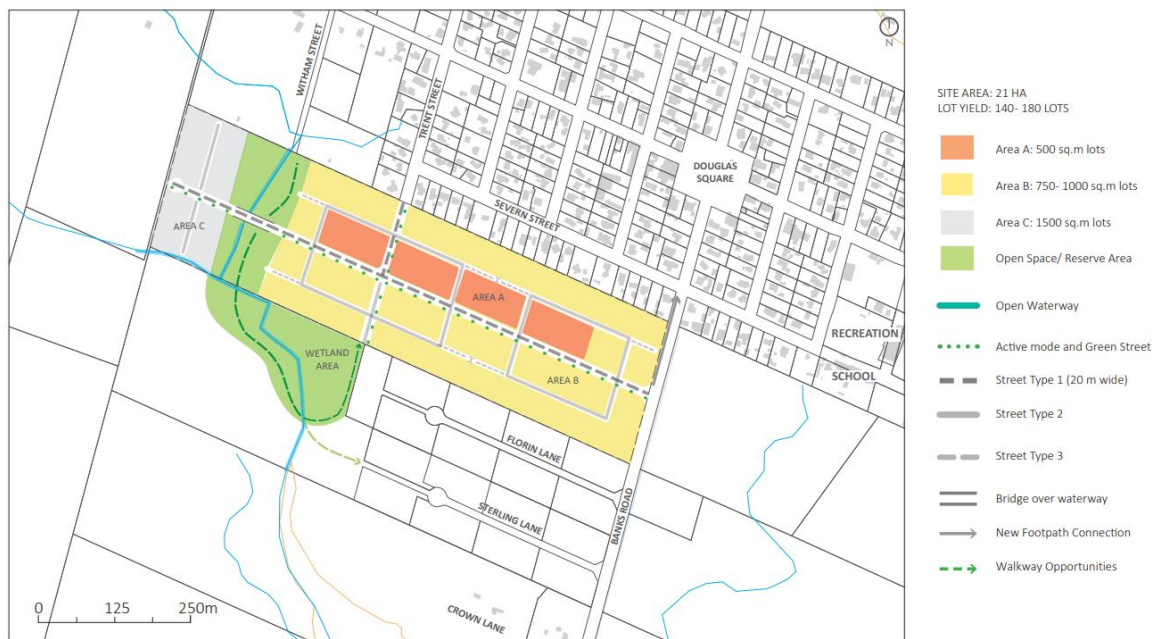 N
WITHAM STREET
TRENT STREET
SEVERN STREET
DOUGLAS
SQUARE
AREA C
AREA A
AREA B
WETLAND
AREA
RECREATION
SCHOOL
FLORIN LANE
STERLING LANE
BANKS ROAD
CROWN LANE
0 125 250m
SITE AREA: 21 HA
LOT YIELD: 140- 180 LOTS
Area A: 500 sq.m lots
Area B: 750- 1000 sq.m lots
Area C: 1500 sq.m lots
Open Space/ Reserve Area
Open Waterway
Active mode and Green Street
Street Type 1 (20 m wide)
Street Type 2
Street Type 3
Bridge over waterway
New Footpath Connection
Walkway Opportunities